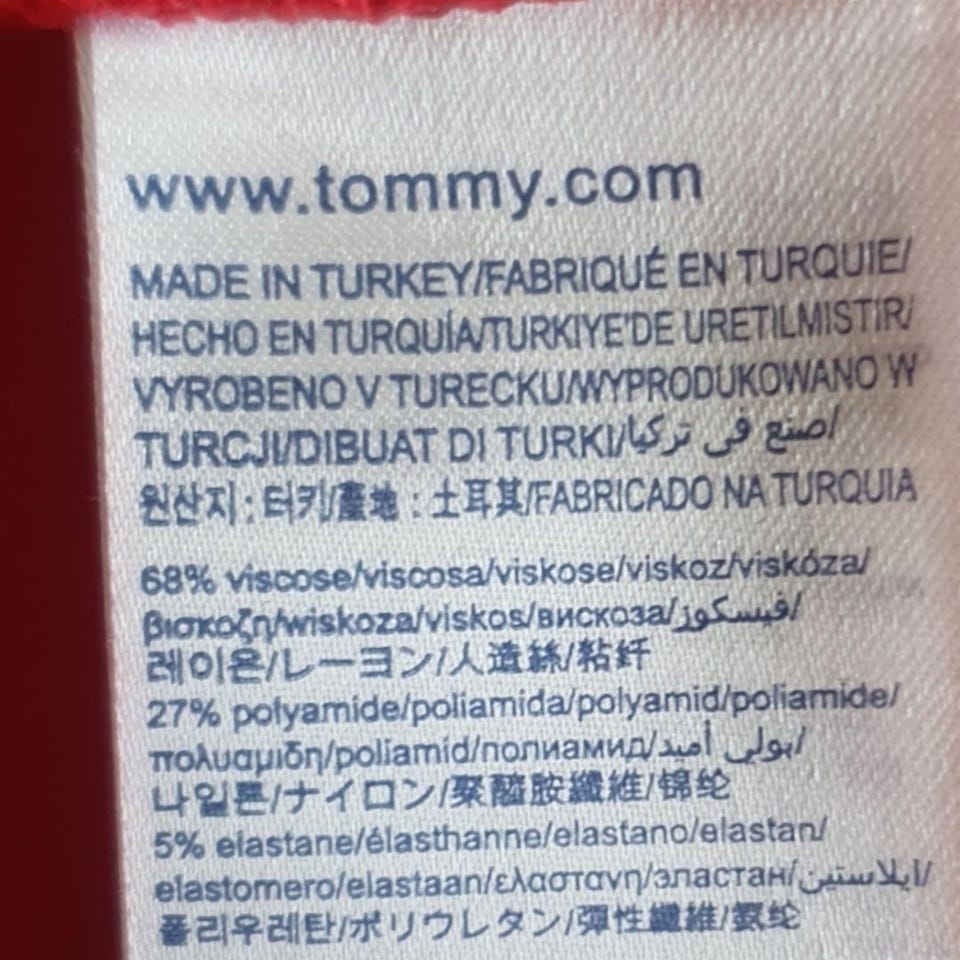 www.tommy.com
MADE IN TURKEY/FABRIQUÉ EN TURQUIE/
HECHO EN TURQUÍA/TURKIYE'DE URETILMISTIR/
VYROBENO V TURECKU/WYPRODUKOWANO W
TURCJI/DIBUAT DI TURKI/صنع في تركيا/
원산지 : 터키/產地 : 土耳其/FABRICADO NA TURQUIA
68% viscose/viscosa/viskose/viskoz/viskóza/
βισκοζη/wiskoza/viskos/вискоза/فيسكوز/
레이온/レーヨン/人造絲/粘纤
27% polyamide/poliamida/polyamid/poliamide/
πολυαμιδη/poliamid/полиамид/بولي أميد/
나일론/ナイロン/聚醯胺纖維/锦纶
5% elastane/élasthanne/elastano/elastan/
elastomero/elastaan/ελαστανη/эластан/ايلاستين/
폴리우레탄/ポリウレタン/彈性纖維/氨纶